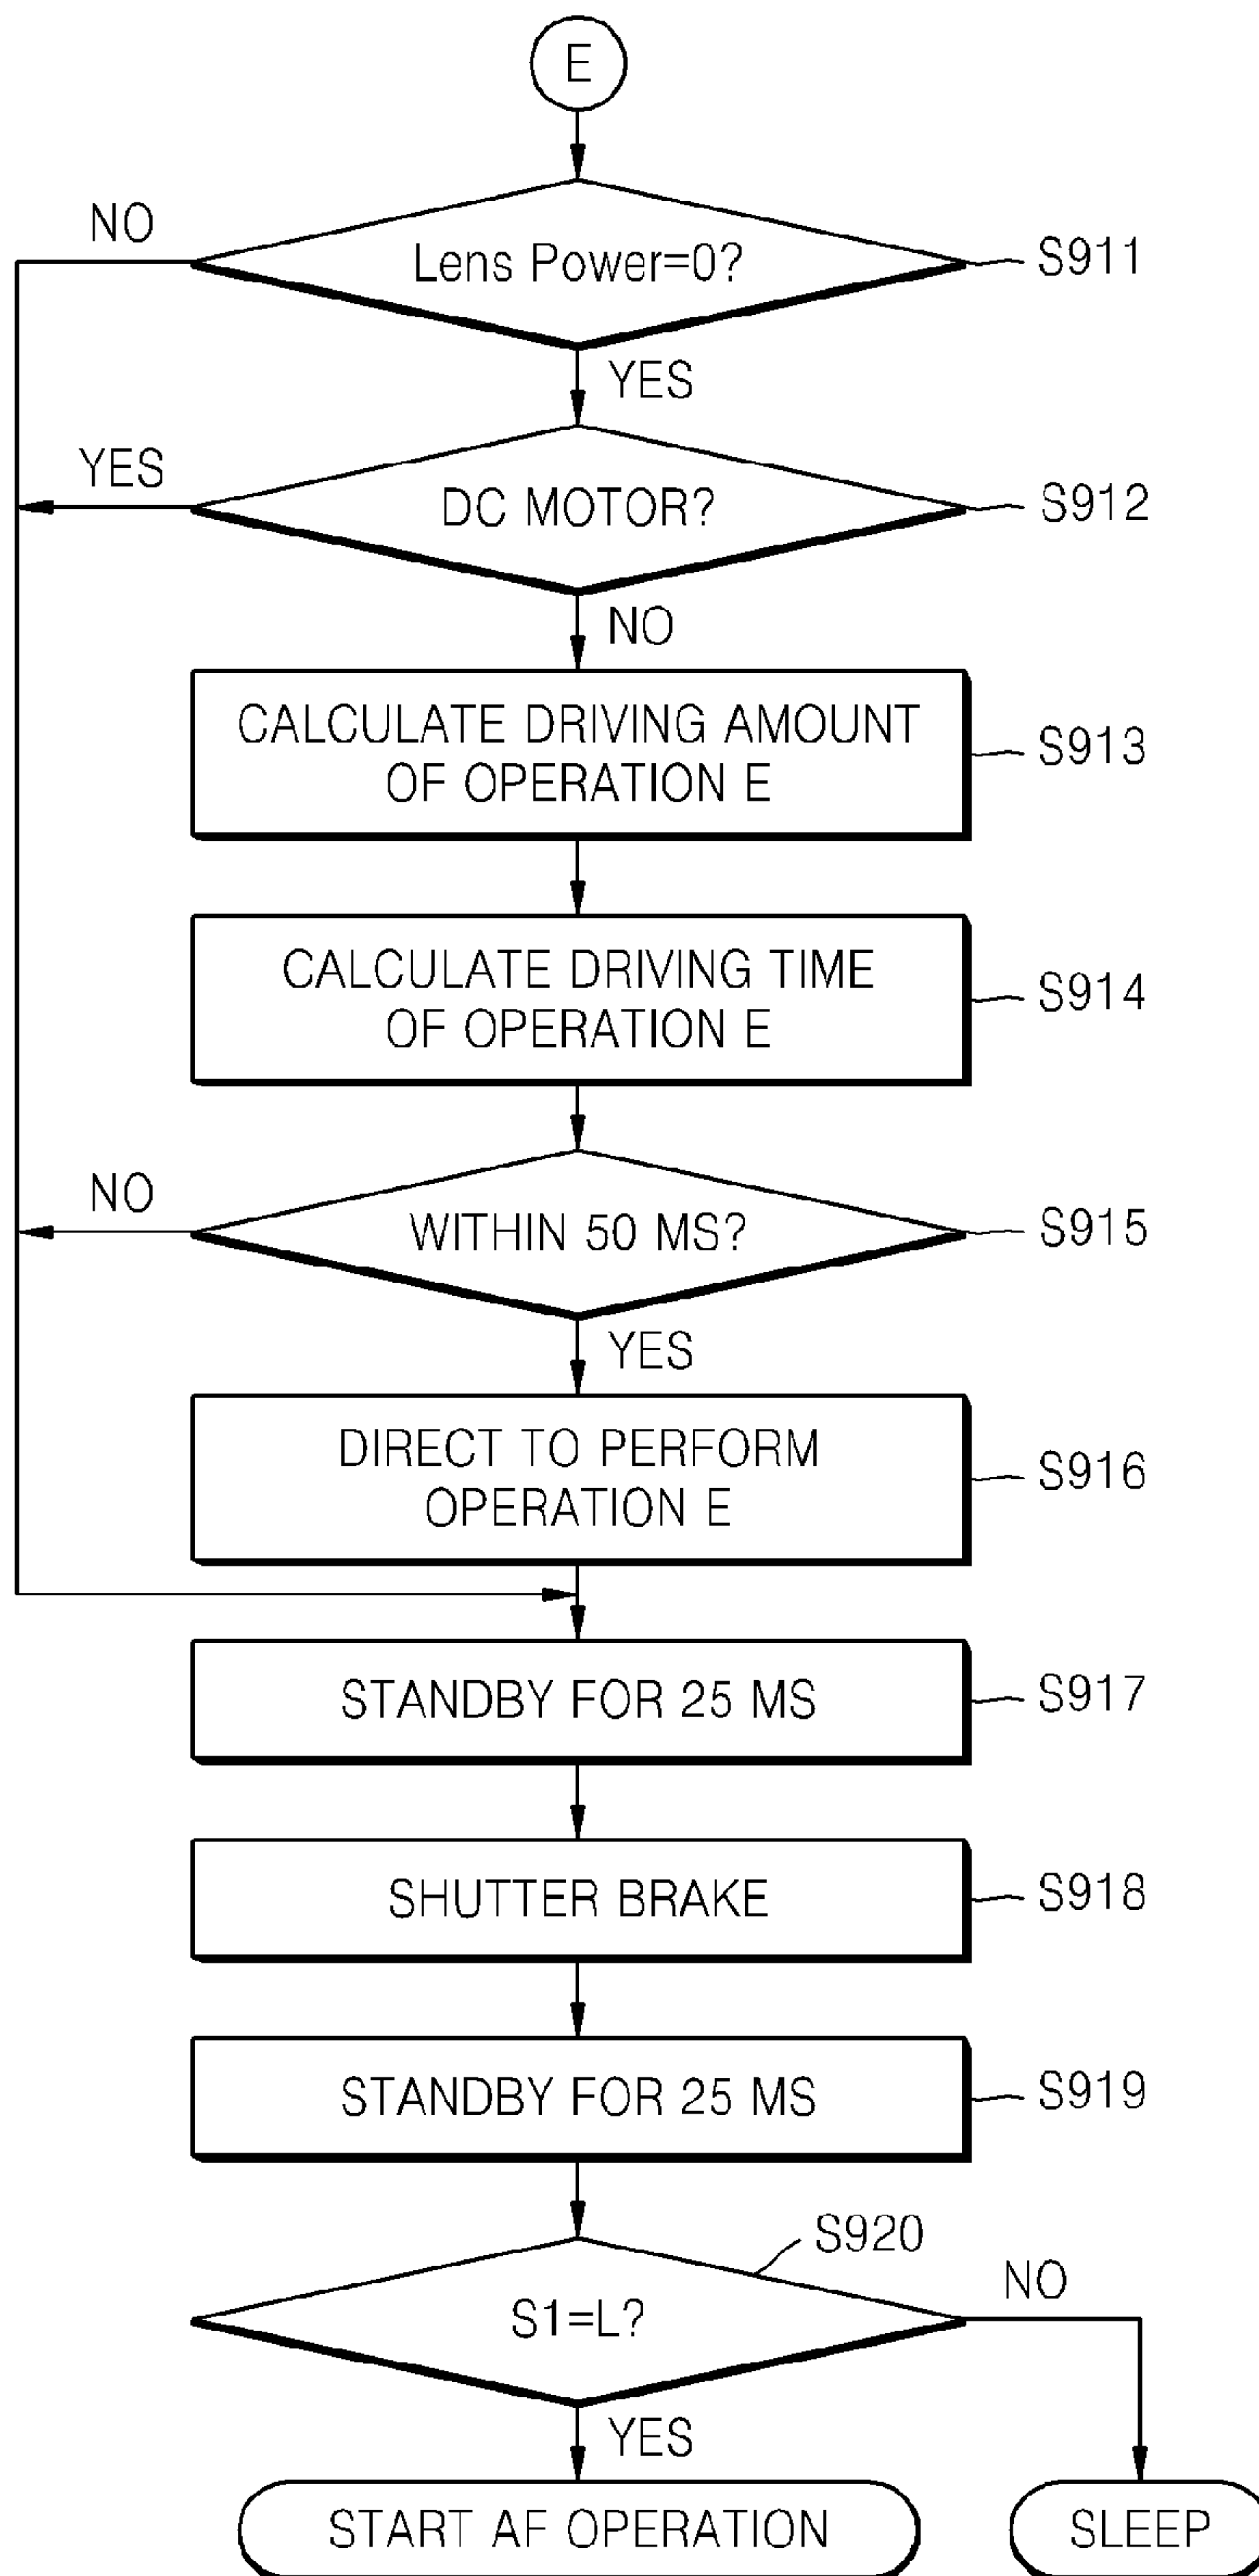 E
NO
Lens Power=0?
S911
YES
YES
DC MOTOR?
S912
NO
CALCULATE DRIVING AMOUNT
OF OPERATION E
S913
CALCULATE DRIVING TIME
OF OPERATION E
S914
NO
WITHIN 50 MS?
S915
YES
DIRECT TO PERFORM
OPERATION E
S916
STANDBY FOR 25 MS
S917
SHUTTER BRAKE
S918
STANDBY FOR 25 MS
S919
S920
NO
S1=L?
YES
START AF OPERATION
SLEEP